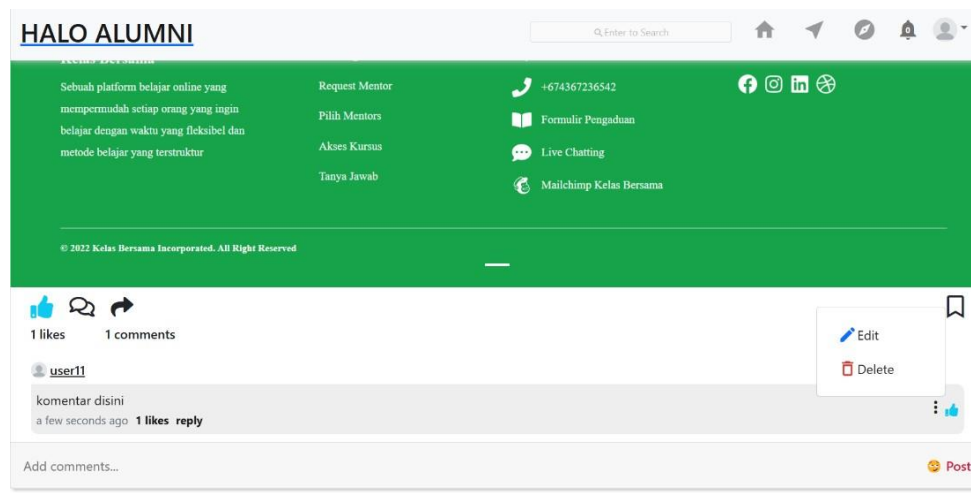 HALO ALUMNI
Enter to Search
Kelas Bersama
Sebuah platform belajar online yang
mempermudah setiap orang yang ingin
belajar dengan waktu yang fleksibel dan
metode belajar yang terstruktur
Request Mentor
Pilih Mentors
Akses Kursus
Tanya Jawab
+674367236542
Formulir Pengaduan
Live Chatting
Mailchimp Kelas Bersama
© 2022 Kelas Bersama Incorporated. All Right Reserved
1 likes
1 comments
Edit
Delete
user11
komentar disini
a few seconds ago 1 likes reply
Add comments...
Post